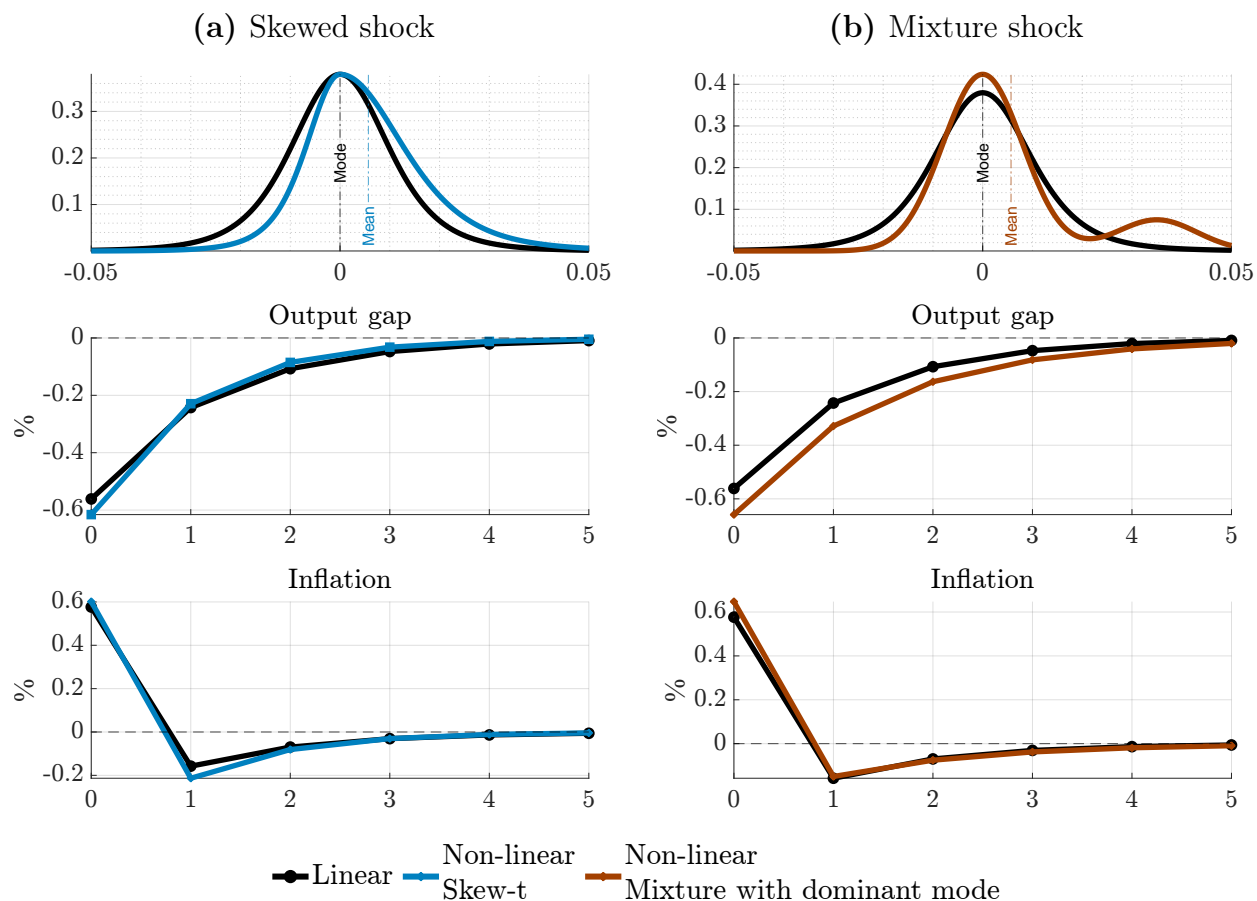 (a) Skewed shock
(b) Mixture shock
0.3
0.2
0.1
Mode
Mean
-0.05 0 0.05
0.4
0.3
0.2
0.1
Mode
Mean
-0.05 0 0.05
Output gap
0
-0.2
-0.4
-0.6
%
0 1 2 3 4 5
Output gap
0
-0.2
-0.4
-0.6
%
0 1 2 3 4 5
Inflation
0.6
0.4
0.2
0
-0.2
%
0 1 2 3 4 5
Inflation
0.6
0.4
0.2
0
%
0 1 2 3 4 5
Linear
Non-linear
Skew-t
Non-linear
Mixture with dominant mode